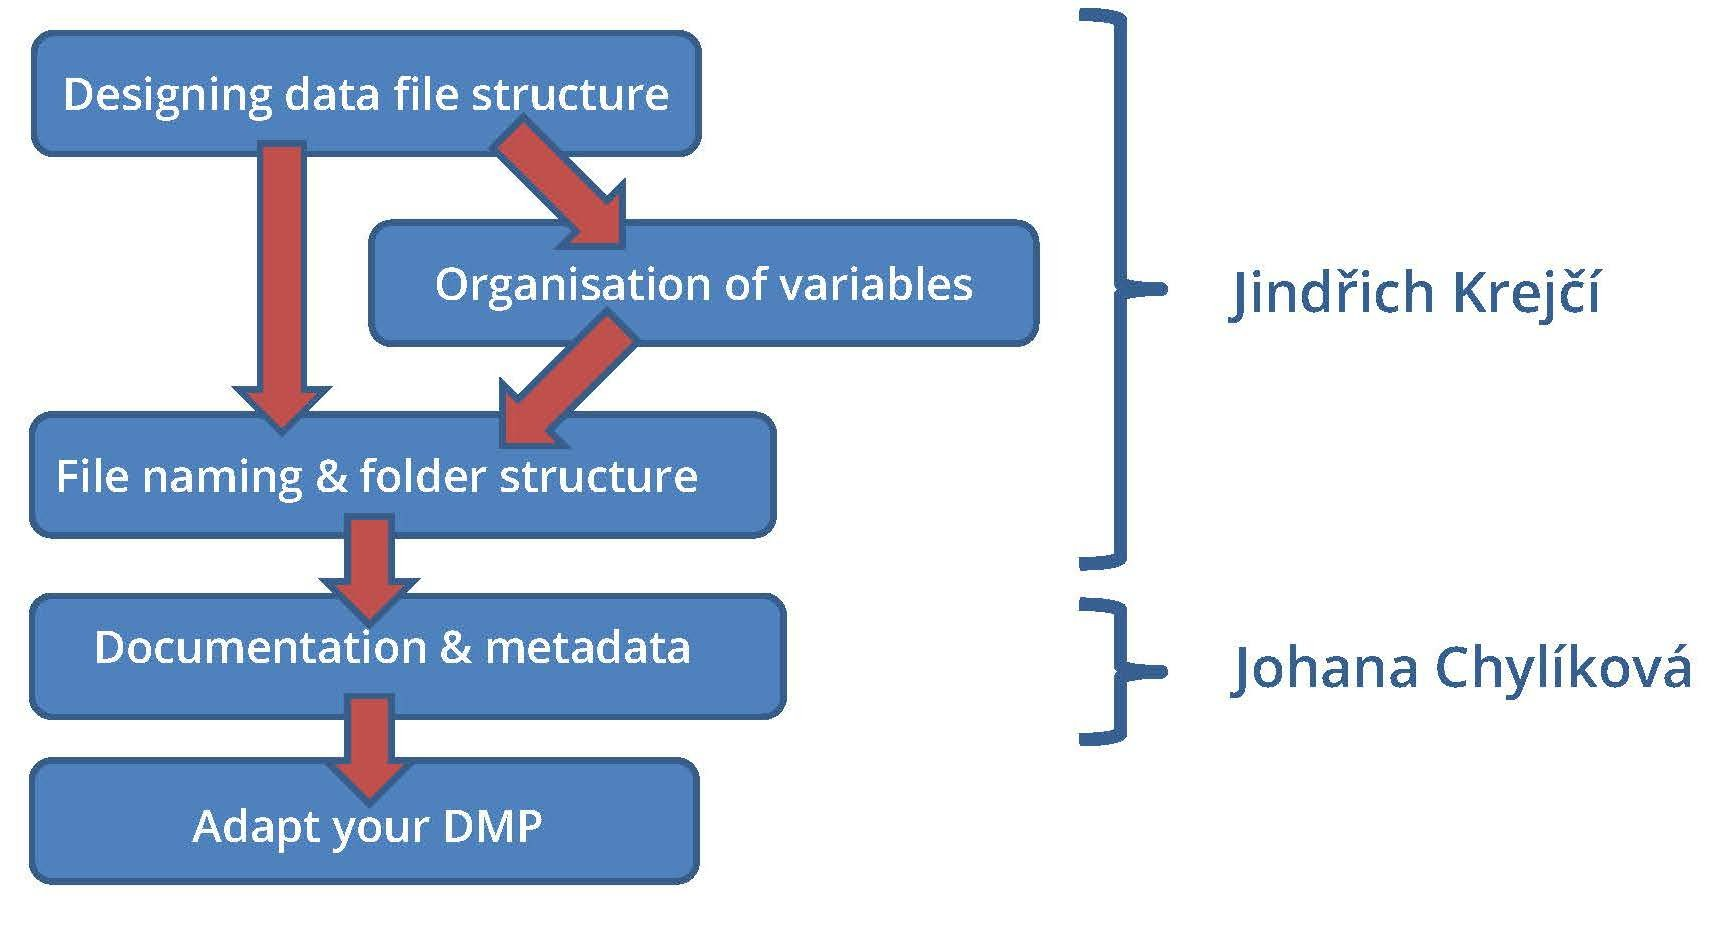 Designing data file structure
Organisation of variables
Jindřich Krejčí
File naming & folder structure
Documentation & metadata
Johana Chylíková
Adapt your DMP